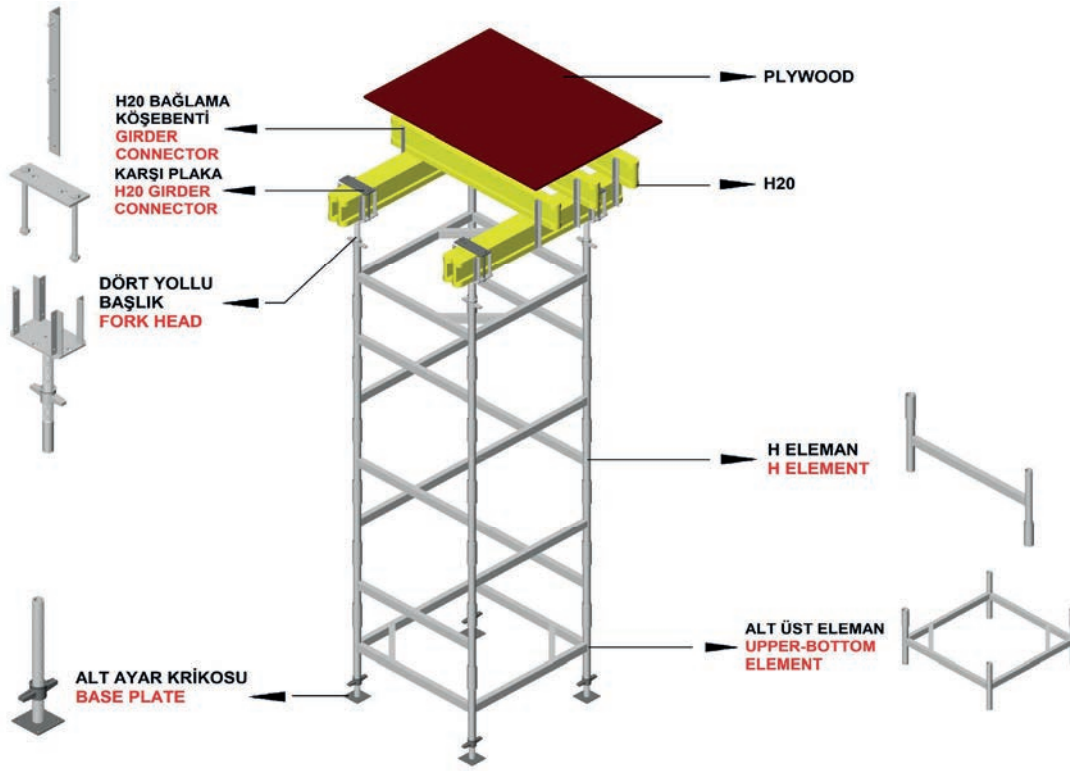 H20 BAĞLAMA
KÖŞEBENTİ
GIRDER
CONNECTOR
KARŞI PLAKA
H20 GIRDER
CONNECTOR
DÖRT YOLLU
BAŞLIK
FORK HEAD
ALT AYAR KRİKOSU
BASE PLATE
PLYWOOD
H20
H ELEMAN
H ELEMENT
ALT ÜST ELEMAN
UPPER-BOTTOM
ELEMENT